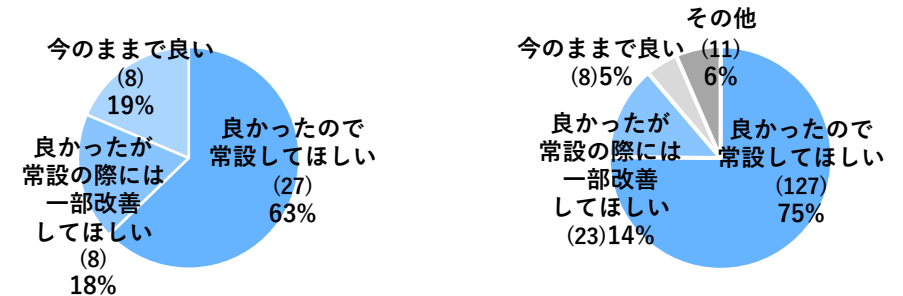 今のままで良い
(8)
19%
良かったので
常設してほしい
(27)
63%
良かったが
常設の際には
一部改善
してほしい
(8)
18%
その他
(11)
6%
今のままで良い
(8)5%
良かったので
常設してほしい
(127)
75%
良かったが
常設の際には
一部改善
してほしい
(23)14%